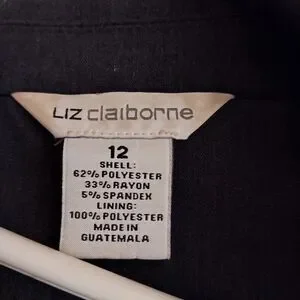 LIZ claiborne
12
SHELL:
62% POLYESTER
33% RAYON
5% SPANDEX
LINING:
100% POLYESTER
MADE IN
GUATEMALA